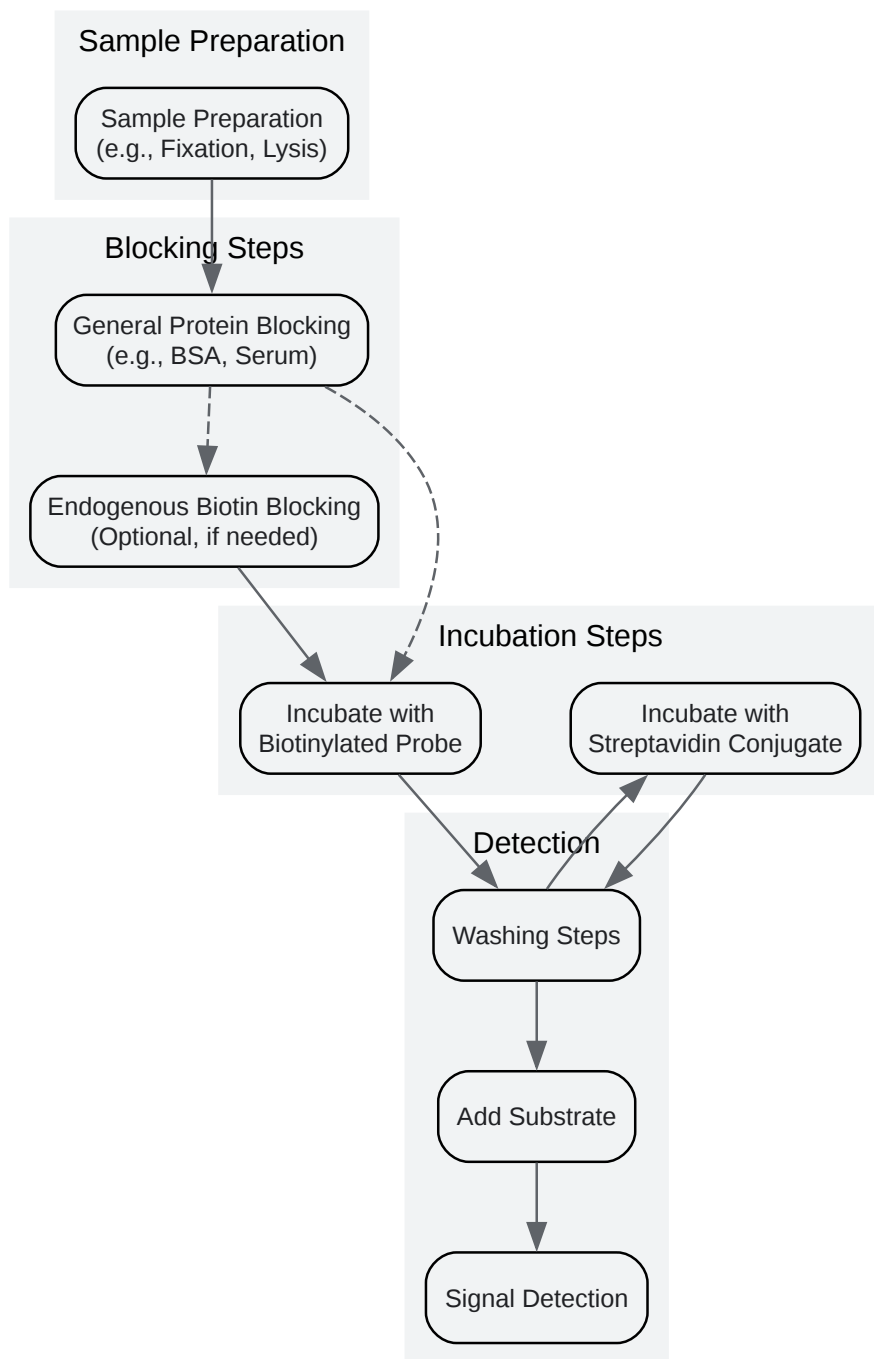 Sample Preparation
Sample Preparation
(e.g., Fixation, Lysis)
Blocking Steps
General Protein Blocking
(e.g., BSA, Serum)
Endogenous Biotin Blocking
(Optional, if needed)
Incubation Steps
Incubate with
Biotinylated Probe
Incubate with
Streptavidin Conjugate
Detection
Washing Steps
Add Substrate
Signal Detection